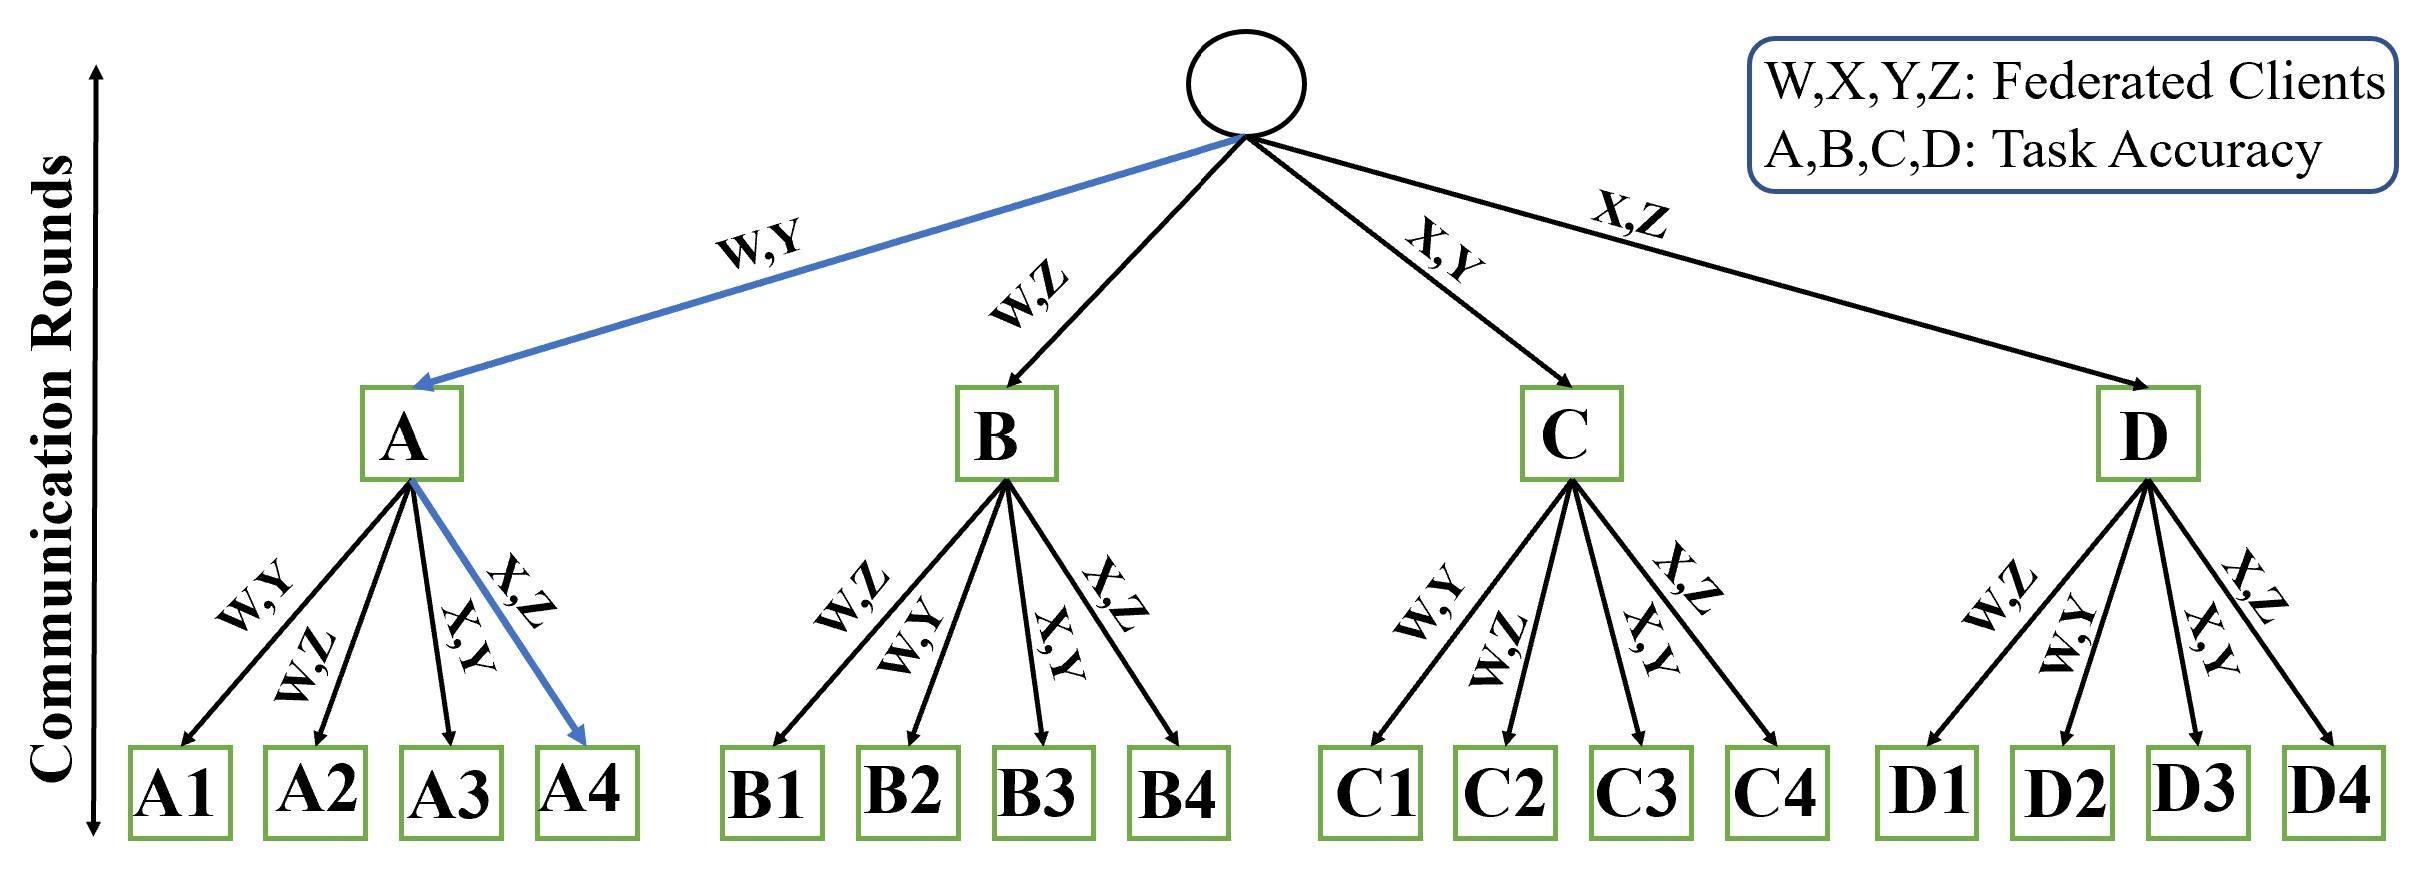 W,X,Y,Z: Federated Clients
A,B,C,D: Task Accuracy
Communication Rounds
W,Y
W,Z
X,Y
X,Z
A
B
C
D
W,Y
W,Z
X,Y
X,Z
W,Z
W,Y
X,Y
X,Z
W,Y
W,Z
X,Y
X,Z
W,Z
W,Y
X,Y
X,Z
A1
A2
A3
A4
B1
B2
B3
B4
C1
C2
C3
C4
D1
D2
D3
D4